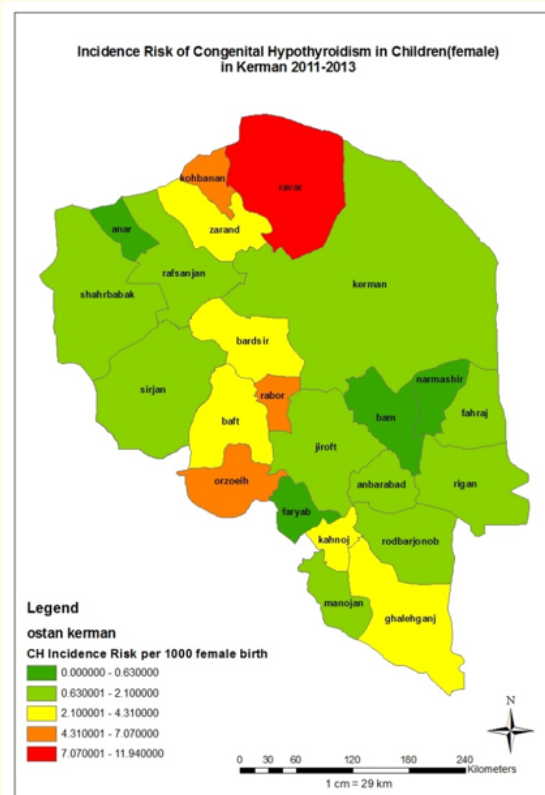 Incidence Risk of Congenital Hypothyroidism in Children(female)
in Kerman 2011-2013
kohbanan
ravar
zarand
anar
rafsanjan
kerman
shahrbabak
bardsir
narmashir
sirjan
rabor
bam
fahraj
baft
jiroft
orzoeih
anbarabad
rigan
faryab
kahnoj
rodbarjonob
manojan
ghalehganj
Legend
ostan kerman
CH Incidence Risk per 1000 female birth
0.000000 - 0.630000
0.630001 - 2.100000
2.100001 - 4.310000
4.310001 - 7.070000
7.070001 - 11.940000
N
0 30 60 120 180 240
Kilometers
1 cm = 29 km